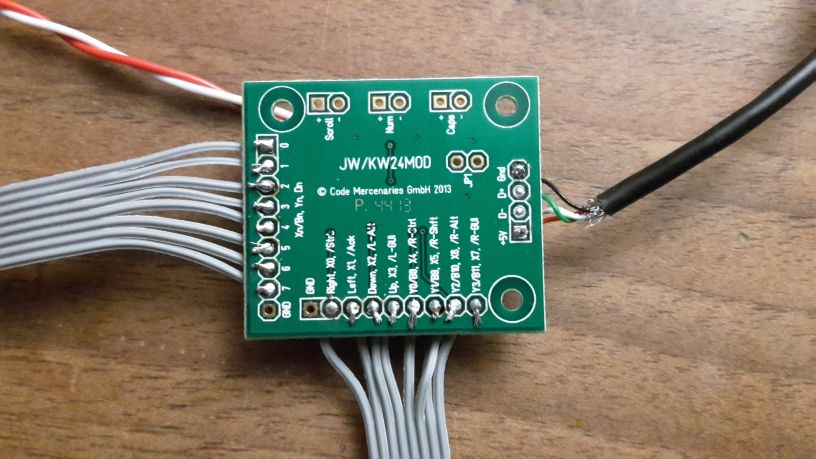 + -
Scroll
+ -
Num
+ -
Caps
JW/KW24MOD
JP1
© Code Mercenaries GmbH 2013
P. 4413
0
1
2
3
4
5
6
7
GND
Xn/Bn, Yn, Dn
Gnd
D+
D-
+5V
GND
Right, X0, /Strb
Left, X1, /Ack
Down, X2, /L-Alt
Up, X3, /L-GUI
Y0/B8, X4, /R-Ctrl
Y1/B9, X5, /R-Shft
Y2/B10, X6, /R-Alt
Y3/B11, X7, /R-GUI